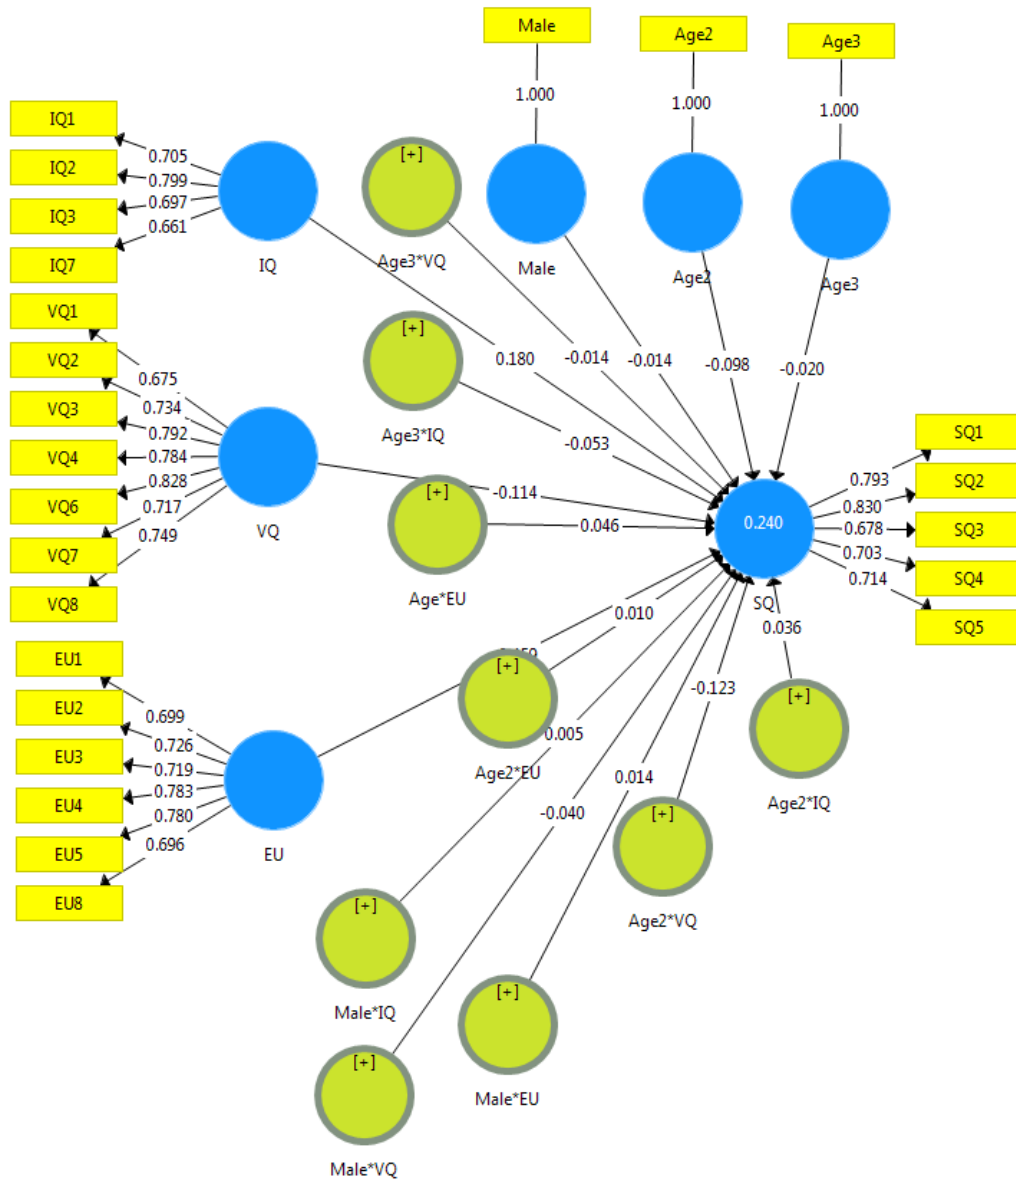 Male
Age2
Age3
1.000
1.000
1.000
IQ1
IQ2
IQ3
IQ7
0.705
0.799
0.697
0.661
IQ
[+]
Age3*VQ
Male
Age2
Age3
VQ1
VQ2
VQ3
VQ4
VQ6
VQ7
VQ8
0.675
0.734
0.792
0.784
0.828
0.717
0.749
VQ
[+]
Age3*IQ
0.180
-0.014
-0.014
-0.098
-0.020
-0.053
[+]
Age*EU
-0.114
0.046
0.240
SQ
0.793
0.830
0.678
0.703
0.714
SQ1
SQ2
SQ3
SQ4
SQ5
EU1
EU2
EU3
EU4
EU5
EU8
0.699
0.726
0.719
0.783
0.780
0.696
EU
[+]
Age2*EU
0.010
0.005
-0.040
0.014
-0.123
0.036
[+]
Age2*IQ
[+]
Age2*VQ
[+]
Male*IQ
[+]
Male*EU
[+]
Male*VQ